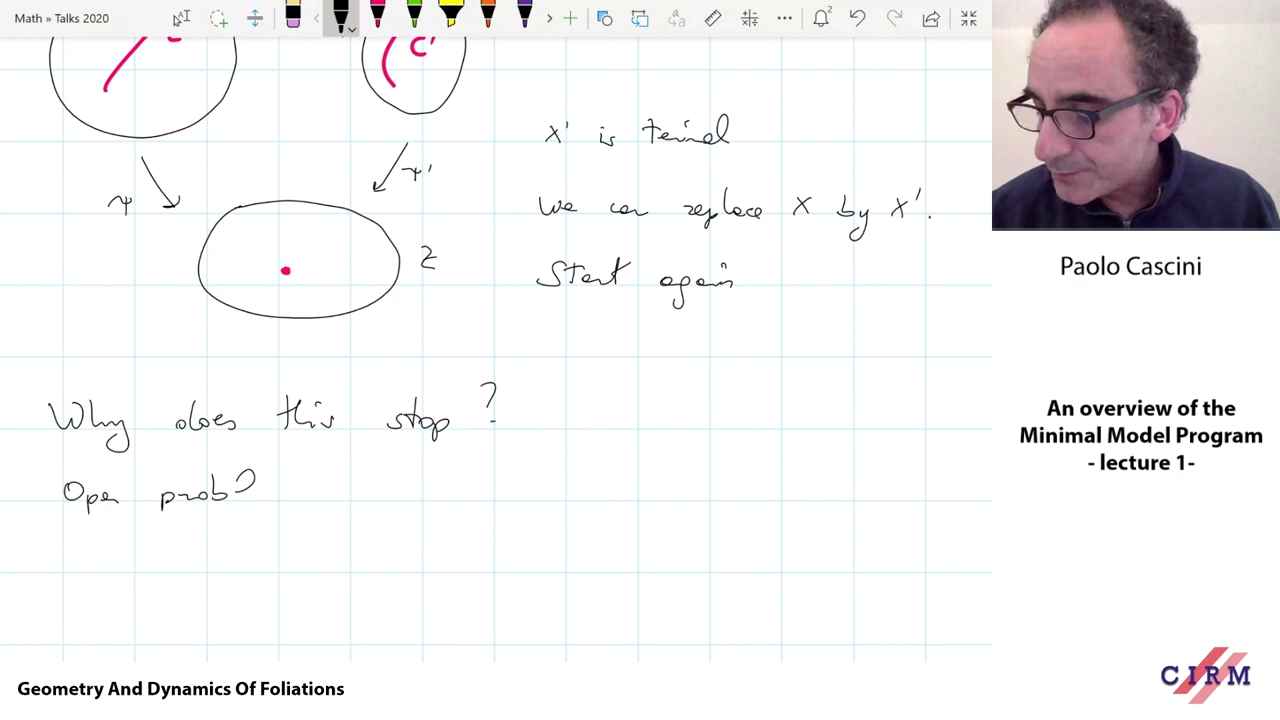 Math » Talks 2020
C'
X' is terminal
ψ
ψ'
We can replace X by X'.
Z
Start again
Why does this stop?
Open prob
Paolo Cascini
An overview of the
Minimal Model Program
- lecture 1-
Geometry And Dynamics Of Foliations
CIRM